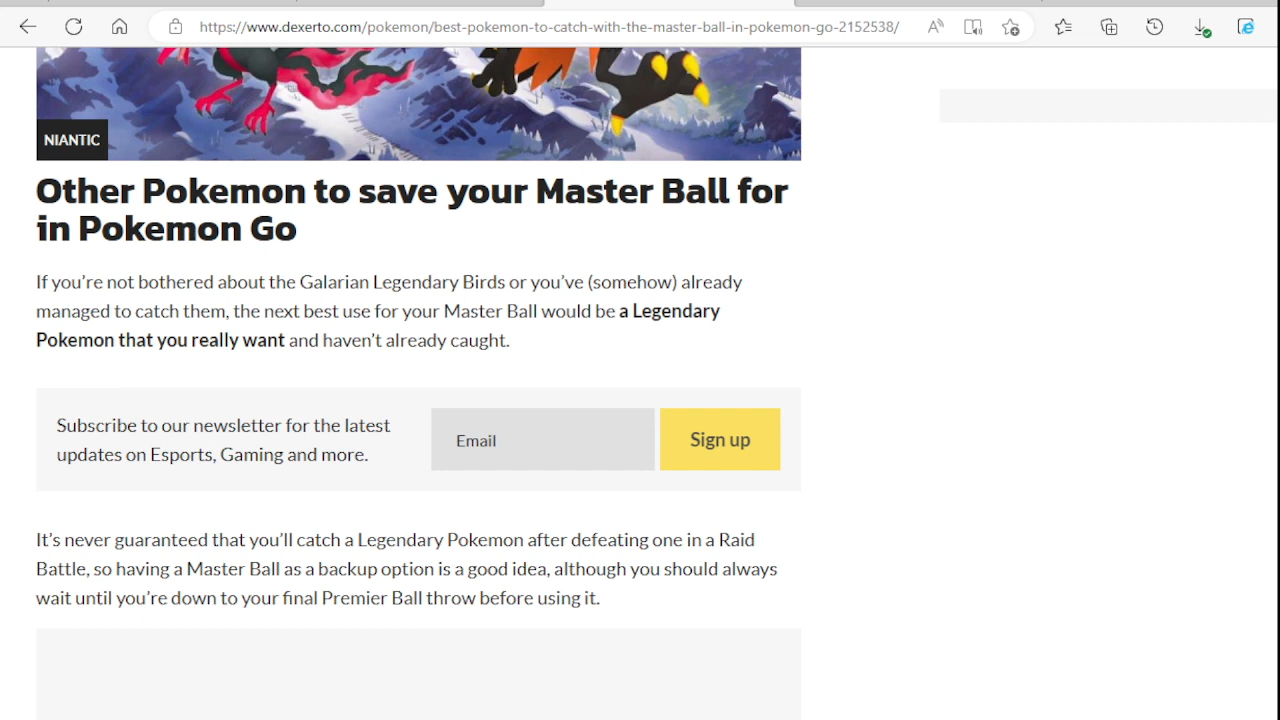 https://www.dexerto.com/pokemon/best-pokemon-to-catch-with-the-master-ball-in-pokemon-go-2152538/
NIANTIC
Other Pokemon to save your Master Ball for
in Pokemon Go
If you’re not bothered about the Galarian Legendary Birds or you’ve (somehow) already
managed to catch them, the next best use for your Master Ball would be a Legendary
Pokemon that you really want and haven’t already caught.
Subscribe to our newsletter for the latest
updates on Esports, Gaming and more.
Email
Sign up
It’s never guaranteed that you’ll catch a Legendary Pokemon after defeating one in a Raid
Battle, so having a Master Ball as a backup option is a good idea, although you should always
wait until you’re down to your final Premier Ball throw before using it.